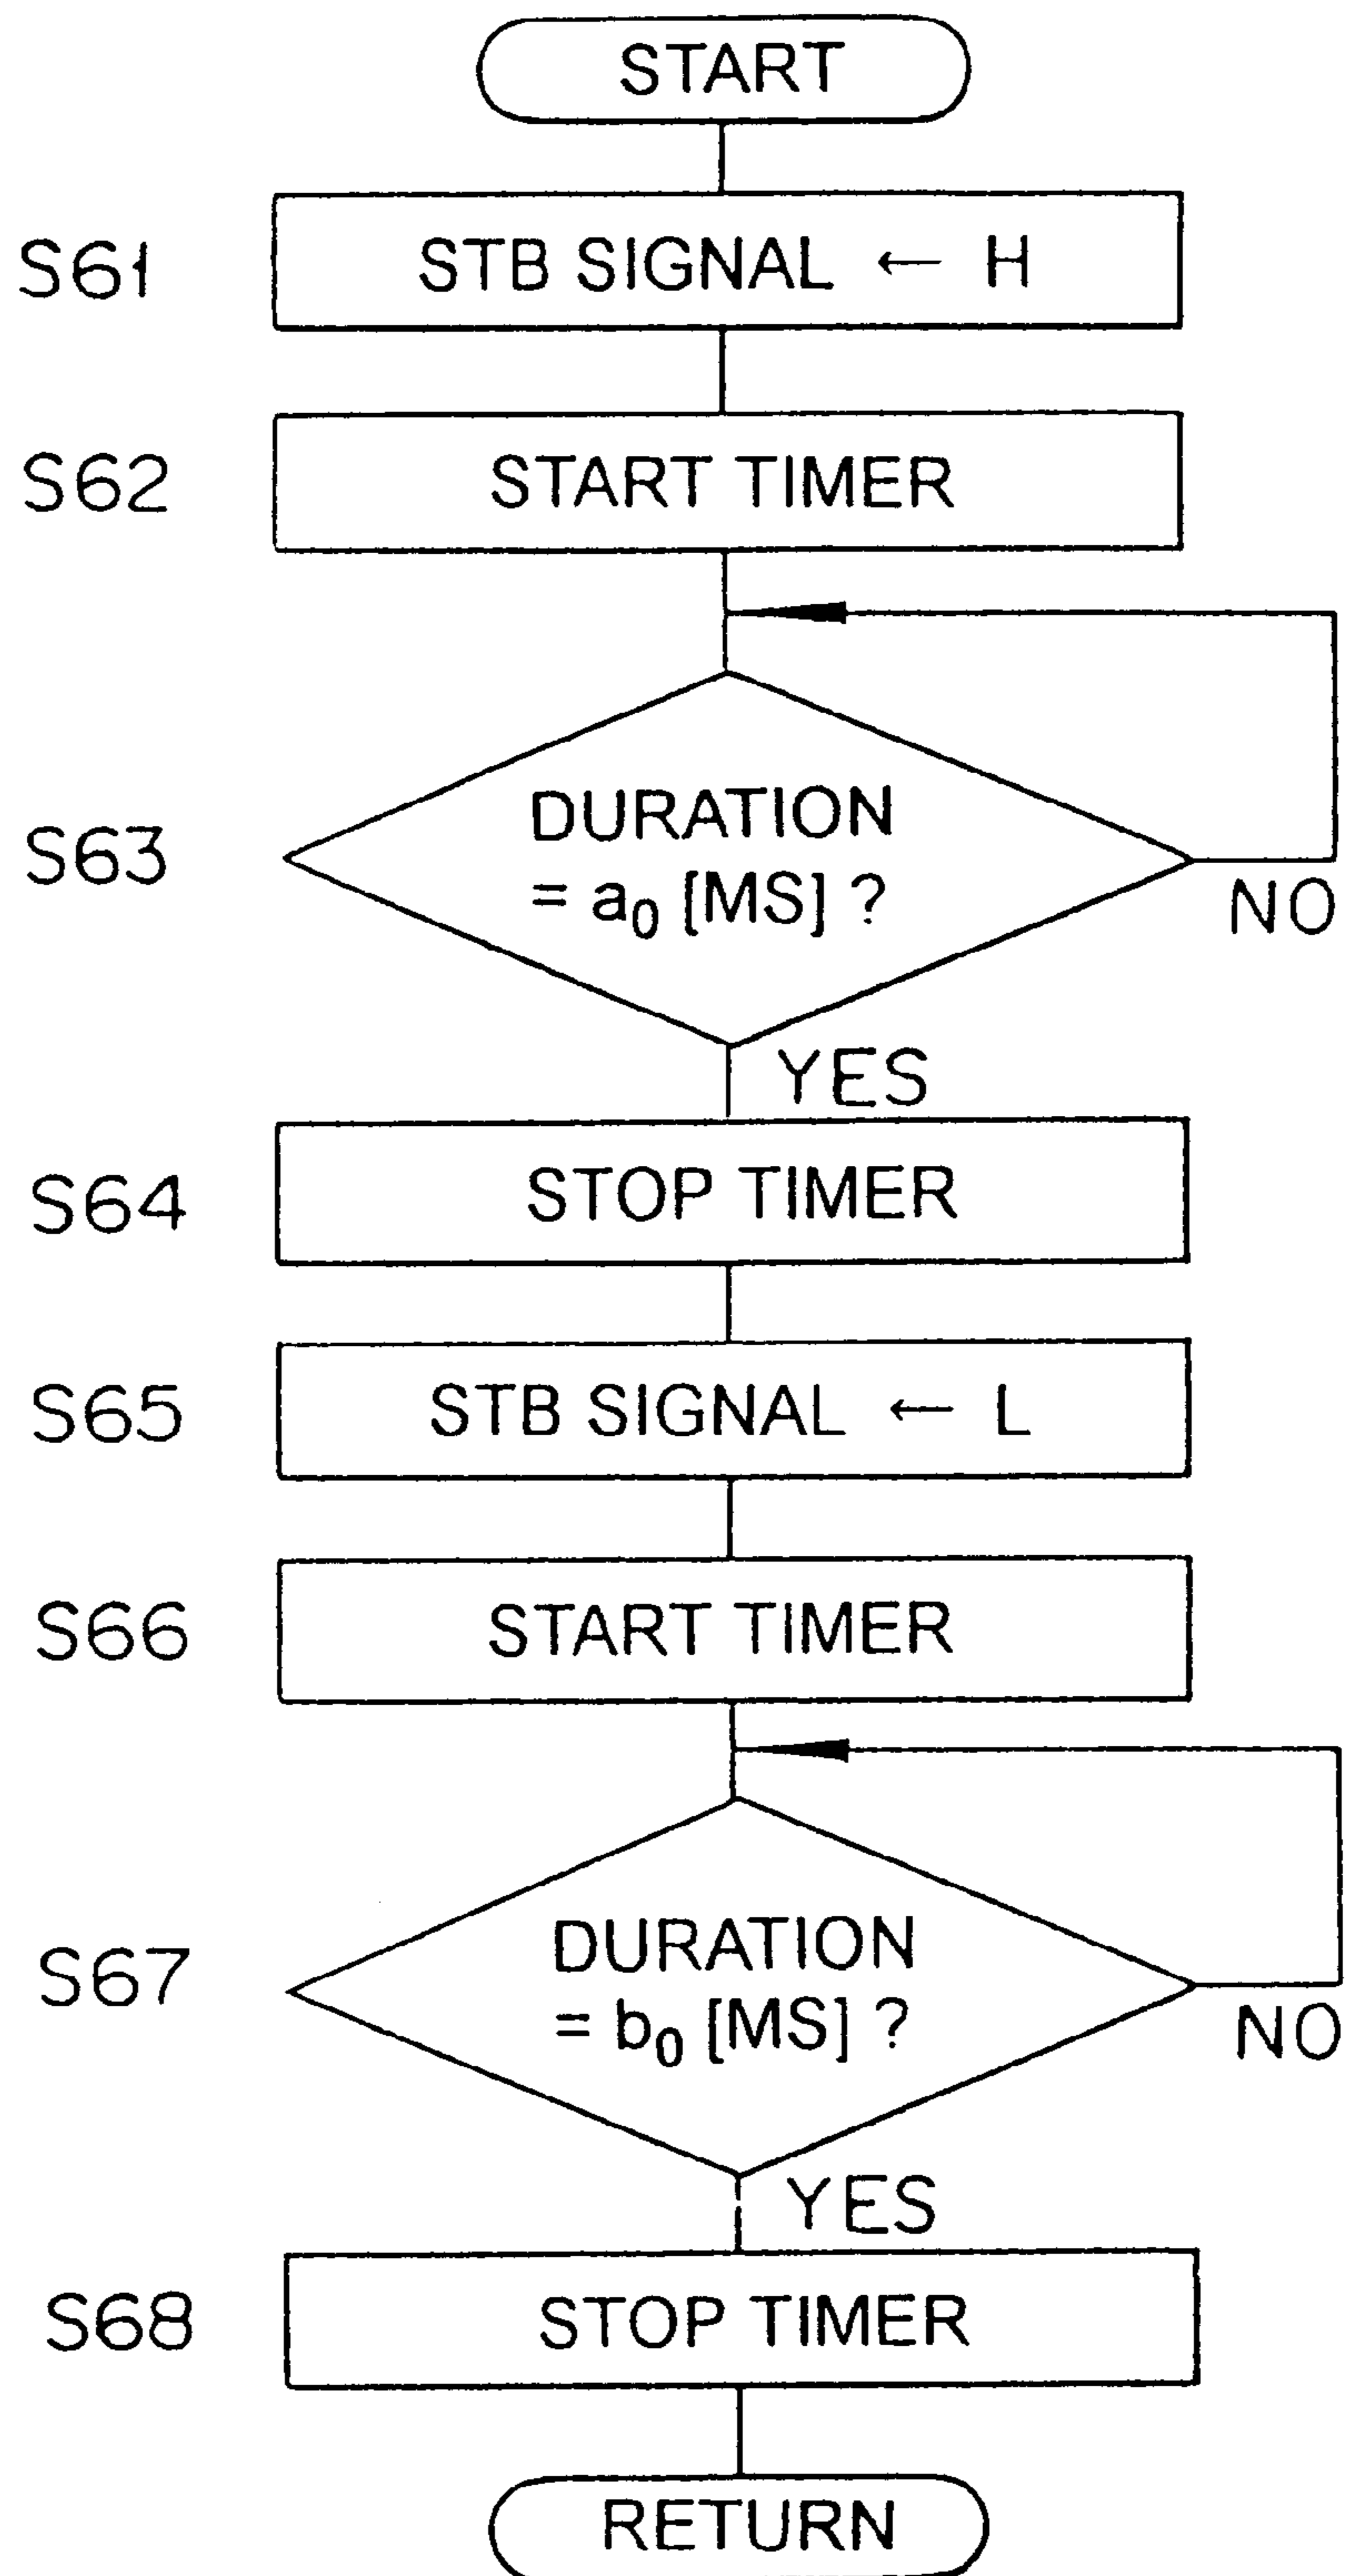 START
S61 STB SIGNAL ← H
S62 START TIMER
S63 DURATION
= a₀ [MS] ?
NO
YES
S64 STOP TIMER
S65 STB SIGNAL ← L
S66 START TIMER
S67 DURATION
= b₀ [MS] ?
NO
YES
S68 STOP TIMER
RETURN